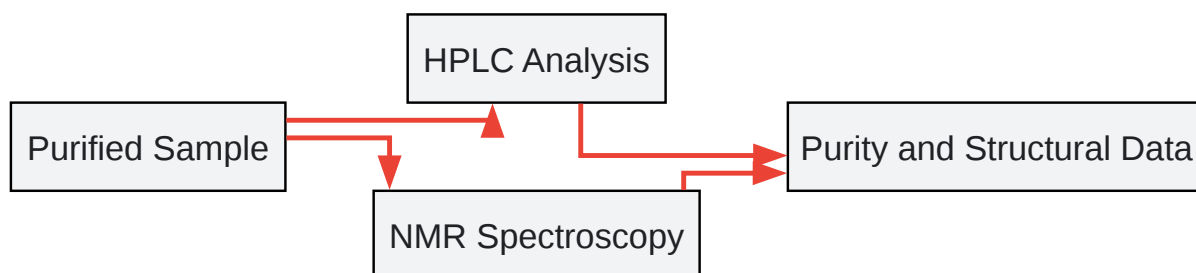 HPLC Analysis
Purified Sample
Purity and Structural Data
NMR Spectroscopy